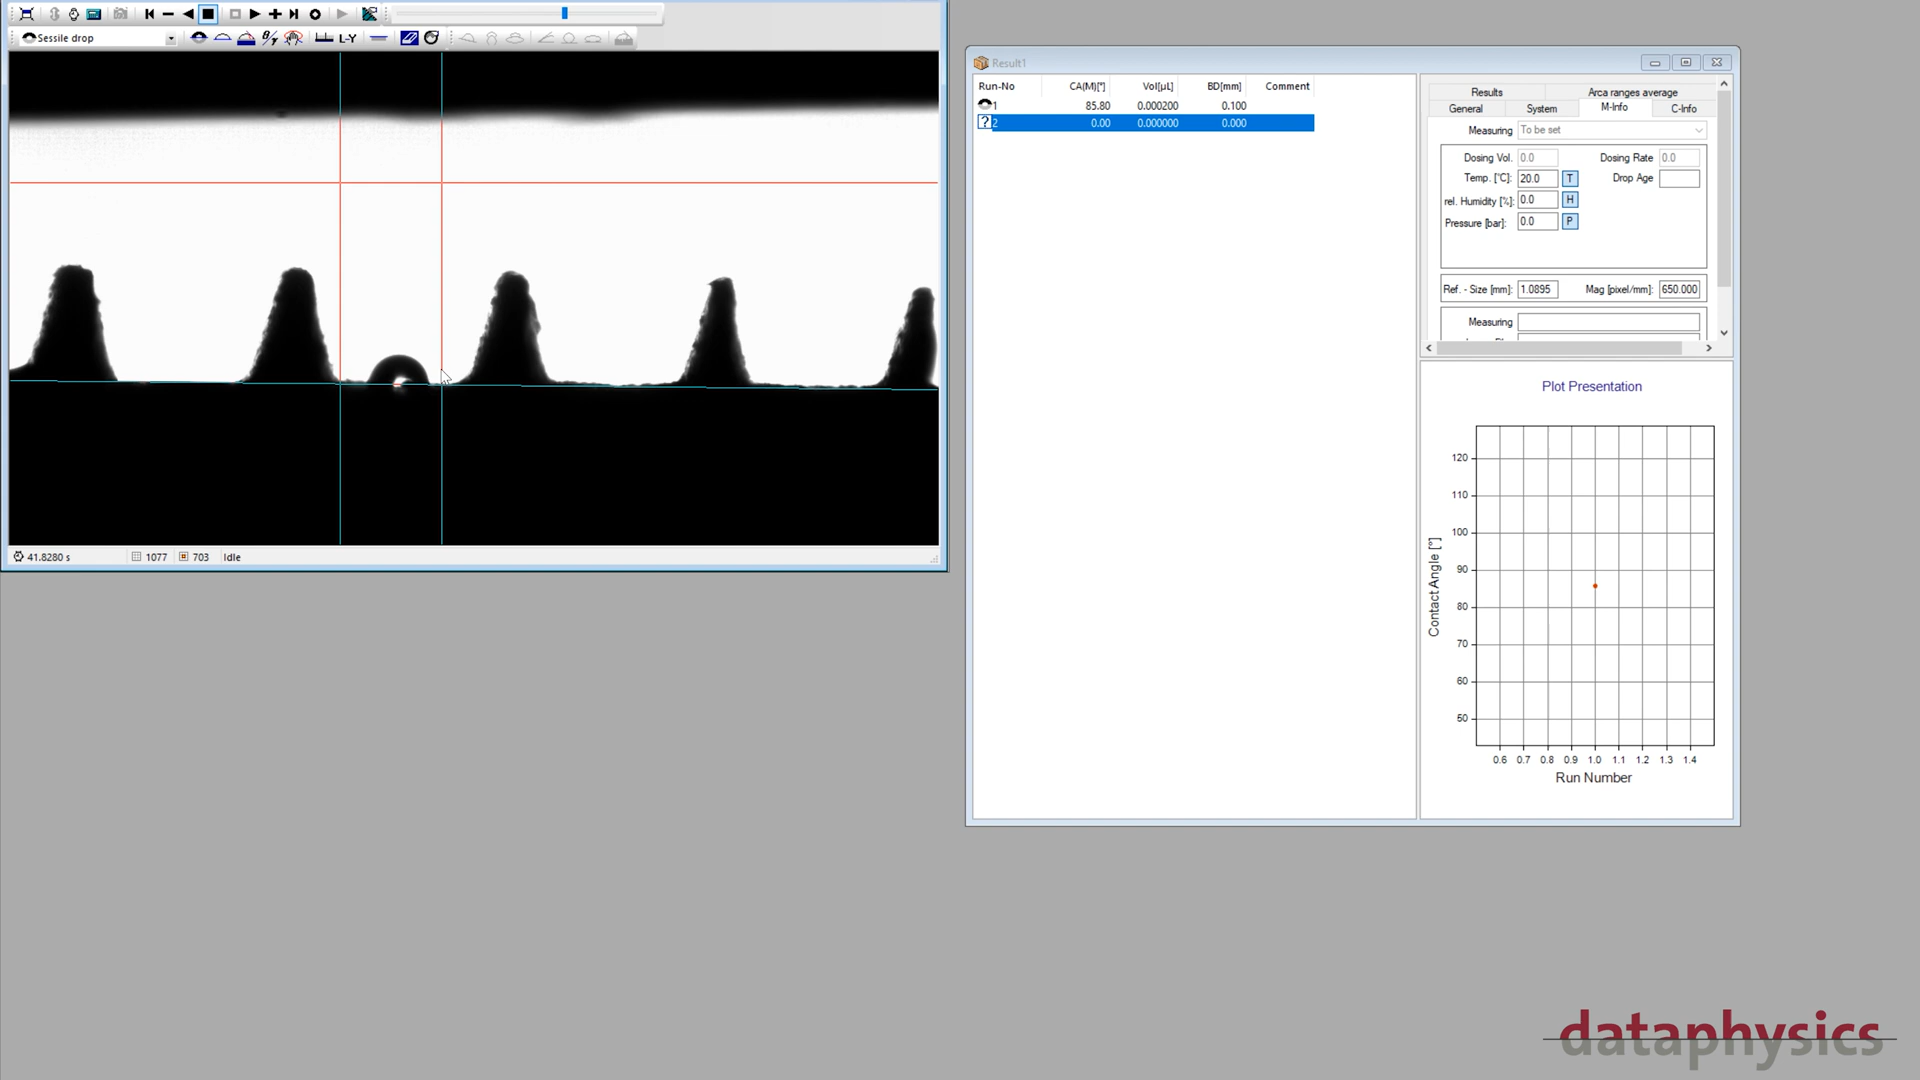 Sessile drop
θ/γ
L-Y
41.8280 s
1077
703
Idle
Result1
Run-No CA(M)[°] Vol[µL] BD[mm] Comment
1 85.80 0.000200 0.100
? 2 0.00 0.000000 0.000
Results Arca ranges average
General System M-Info C-Info
Measuring To be set
Dosing Vol. 0.0 Dosing Rate 0.0
Temp. [°C]: 20.0 T Drop Age
rel. Humidity [%]: 0.0 H
Pressure [bar]: 0.0 P
Ref. - Size [mm]: 1.0895 Mag [pixel/mm]: 650.000
Measuring
Plot Presentation
Contact Angle [°]
120
110
100
90
80
70
60
50
0.6 0.7 0.8 0.9 1.0 1.1 1.2 1.3 1.4
Run Number
dataphysics